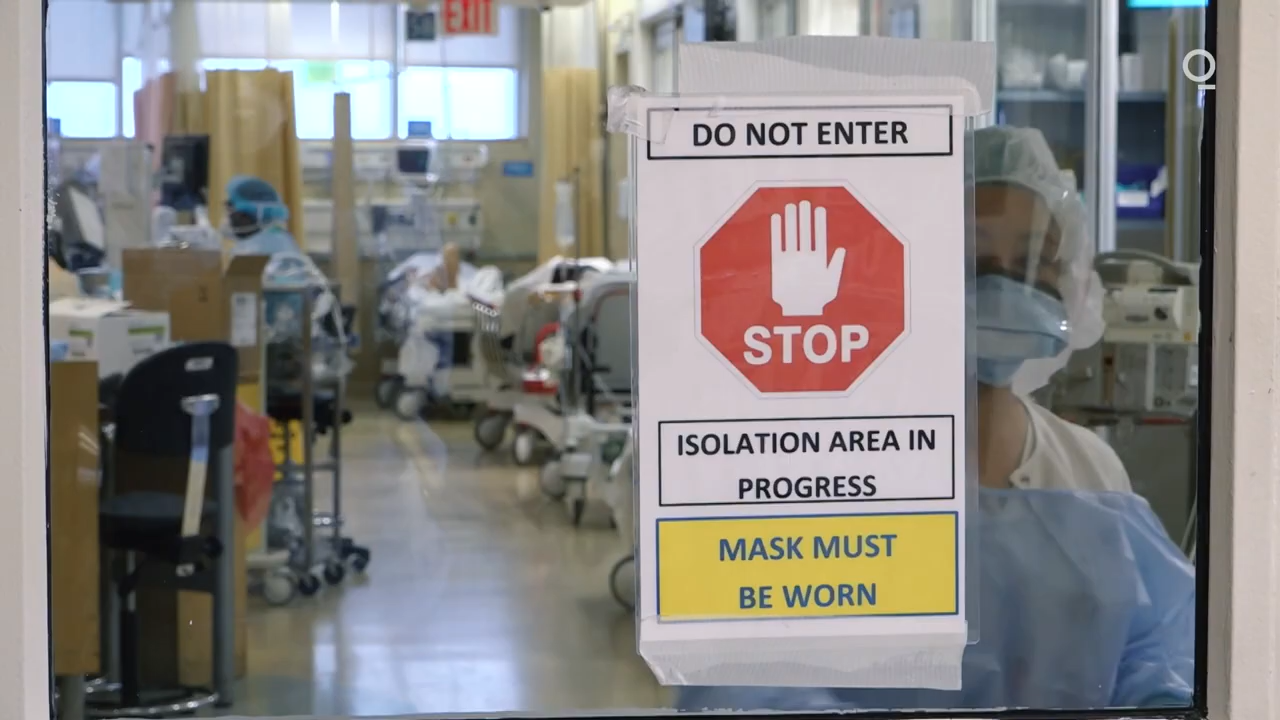 EXIT
DO NOT ENTER
STOP
ISOLATION AREA IN
PROGRESS
MASK MUST
BE WORN